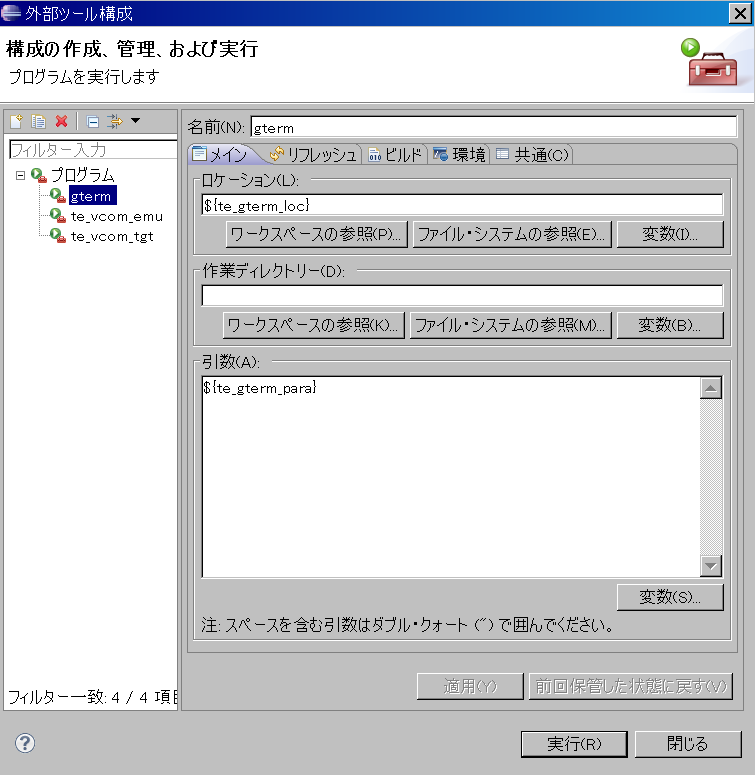 外部ツール構成
構成の作成、管理、および実行
プログラムを実行します
フィルター入力
プログラム
gterm
te_vcom_emu
te_vcom_tgt
フィルター一致: 4 / 4 項目
名前(N): gterm
メイン リフレッシュ ビルド 環境 共通(C)
ロケーション(L):
${te_gterm_loc}
ワークスペースの参照(P)... ファイル・システムの参照(E)... 変数(I)...
作業ディレクトリー(D):
ワークスペースの参照(K)... ファイル・システムの参照(M)... 変数(B)...
引数(A):
${te_gterm_para}
変数(S)...
注: スペースを含む引数はダブル・クォート (") で囲んでください。
適用(Y) 前回保管した状態に戻す(V)
実行(R) 閉じる